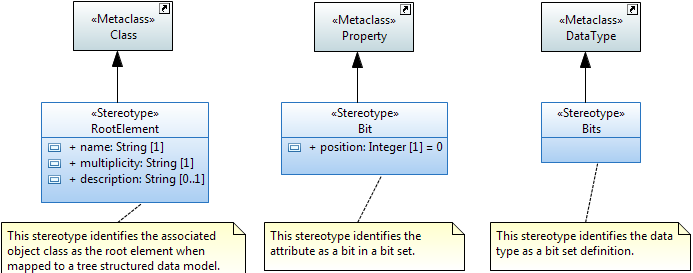 «Metaclass»
Class
«Metaclass»
Property
«Metaclass»
DataType
«Stereotype»
RootElement
+ name: String [1]
+ multiplicity: String [1]
+ description: String [0..1]
«Stereotype»
Bit
+ position: Integer [1] = 0
«Stereotype»
Bits
This stereotype identifies the associated
object class as the root element when
mapped to a tree structured data model.
This stereotype identifies the
attribute as a bit in a bit set.
This stereotype identifies the data
type as a bit set definition.